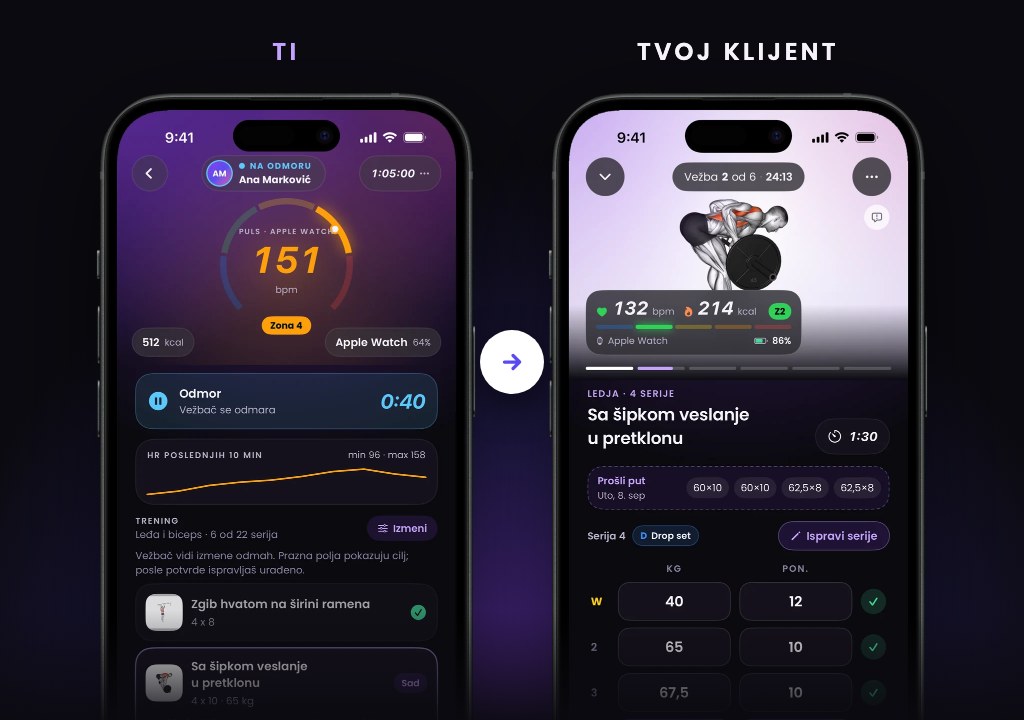 TI
9:41
AM
NA ODMORU
Ana Marković
1:05:00 ···
PULS · APPLE WATCH
151
bpm
Zona 4
512 kcal
Apple Watch 64%
Odmor
Vežbač se odmara
0:40
HR POSLEDNJIH 10 MIN
min 96 · max 158
TRENING
Leđa i biceps · 6 od 22 serija
Izmeni
Vežbač vidi izmene odmah. Prazna polja pokazuju cilj;
posle potvrde ispravljaš urađeno.
Zgib hvatom na širini ramena
4 x 8
Sa šipkom veslanje
u pretklonu
4 x 10 · 65 kg
Sad
TVOJ KLIJENT
9:41
Vežba 2 od 6 · 24:13
132 bpm
214 kcal
Z2
Apple Watch
86%
LEDJA · 4 SERIJE
Sa šipkom veslanje
u pretklonu
1:30
Prošli put
Uto, 8. sep
60×10
60×10
62,5×8
62,5×8
Serija 4
D Drop set
Ispravi serije
KG
PON.
W
40
12
2
65
10
3
67,5
10